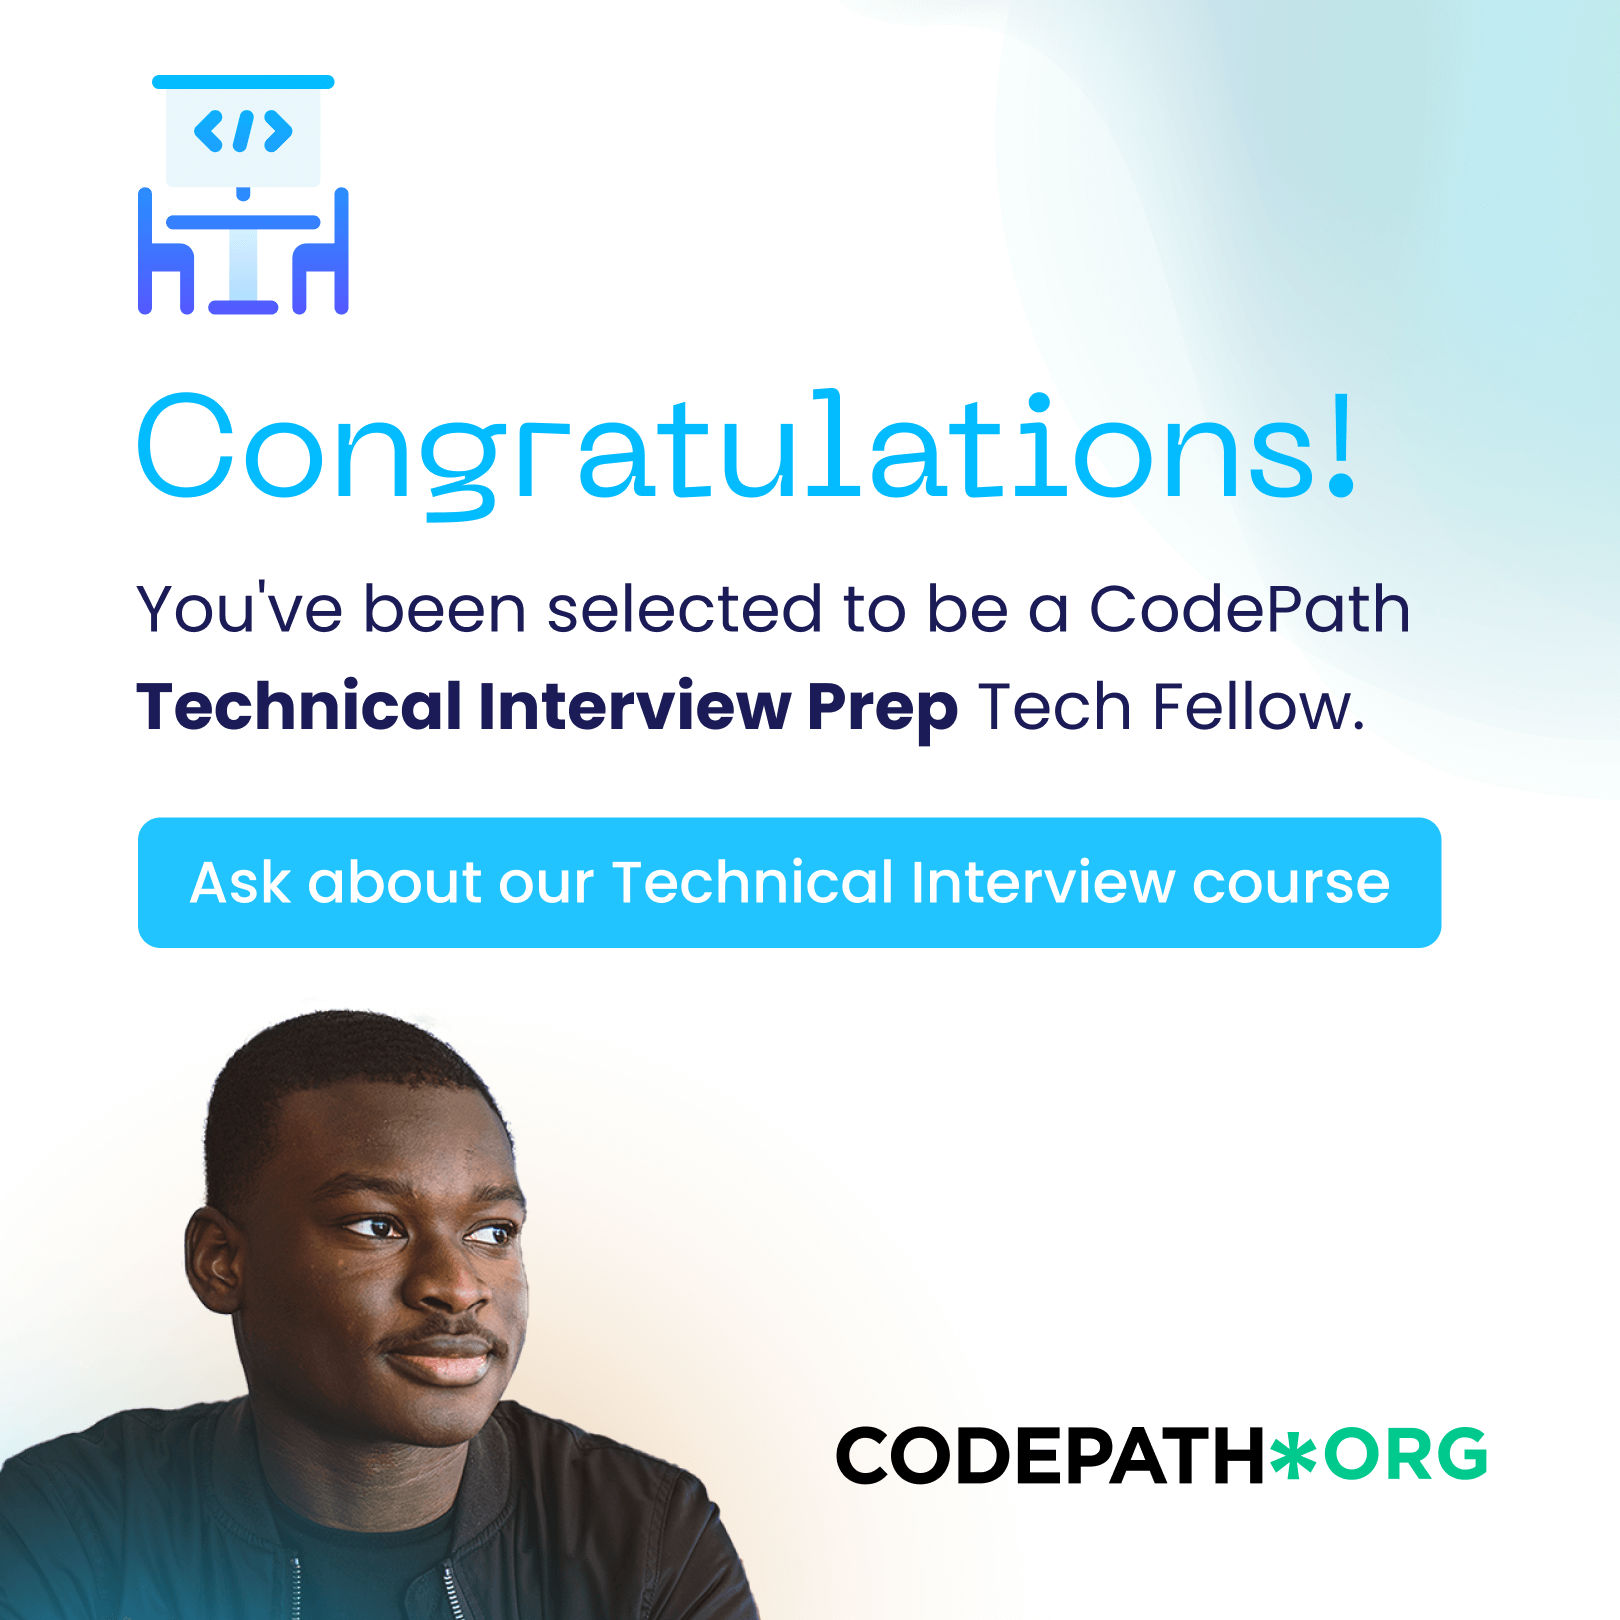 </>
Congratulations!
You've been selected to be a CodePath
Technical Interview Prep Tech Fellow.
Ask about our Technical Interview course
CODEPATH*ORG